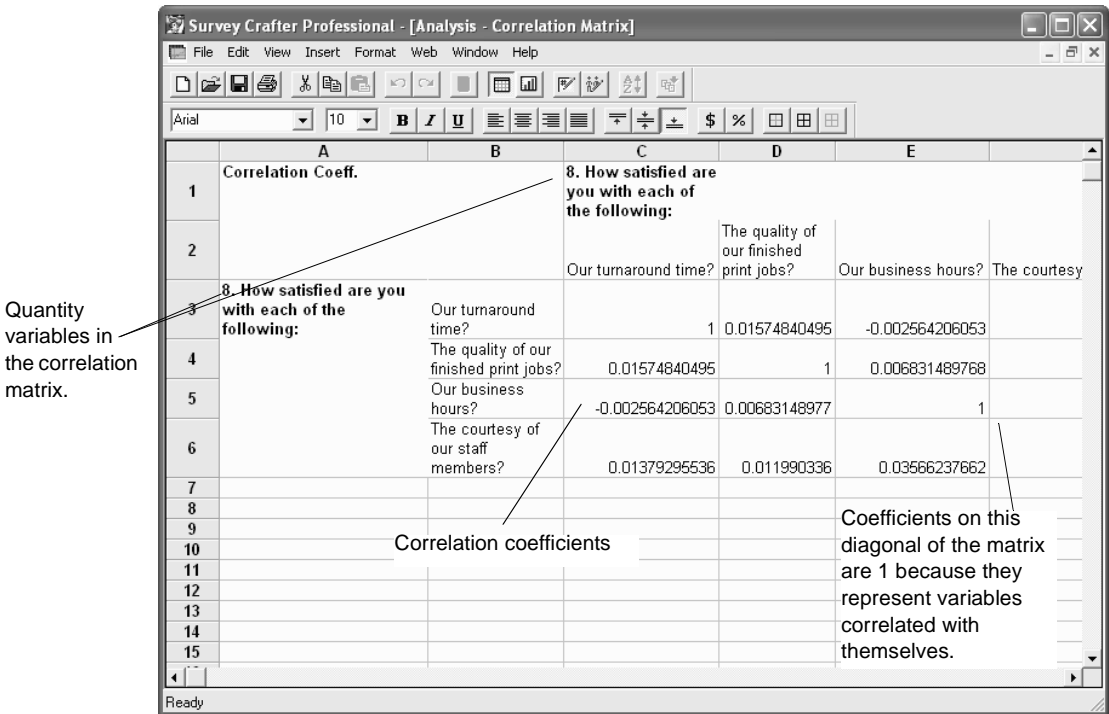 Survey Crafter Professional - [Analysis - Correlation Matrix]
File Edit View Insert Format Web Window Help
Arial 10 B I U $ %
A B C D E
1 Correlation Coeff. 8. How satisfied are
you with each of
the following:
2 Our turnaround time? The quality of
our finished
print jobs? Our business hours? The courtesy
3 8. How satisfied are you
with each of the
following: Our turnaround
time? 1 0.01574840495 -0.002564206053
4 The quality of our
finished print jobs? 0.01574840495 1 0.006831489768
5 Our business
hours? -0.002564206053 0.00683148977 1
6 The courtesy of
our staff
members? 0.01379295536 0.011990336 0.03566237662
7
8
9
10
11
12
13
14
15
Ready
Quantity
variables in
the correlation
matrix.
Correlation coefficients
Coefficients on this
diagonal of the matrix
are 1 because they
represent variables
correlated with
themselves.